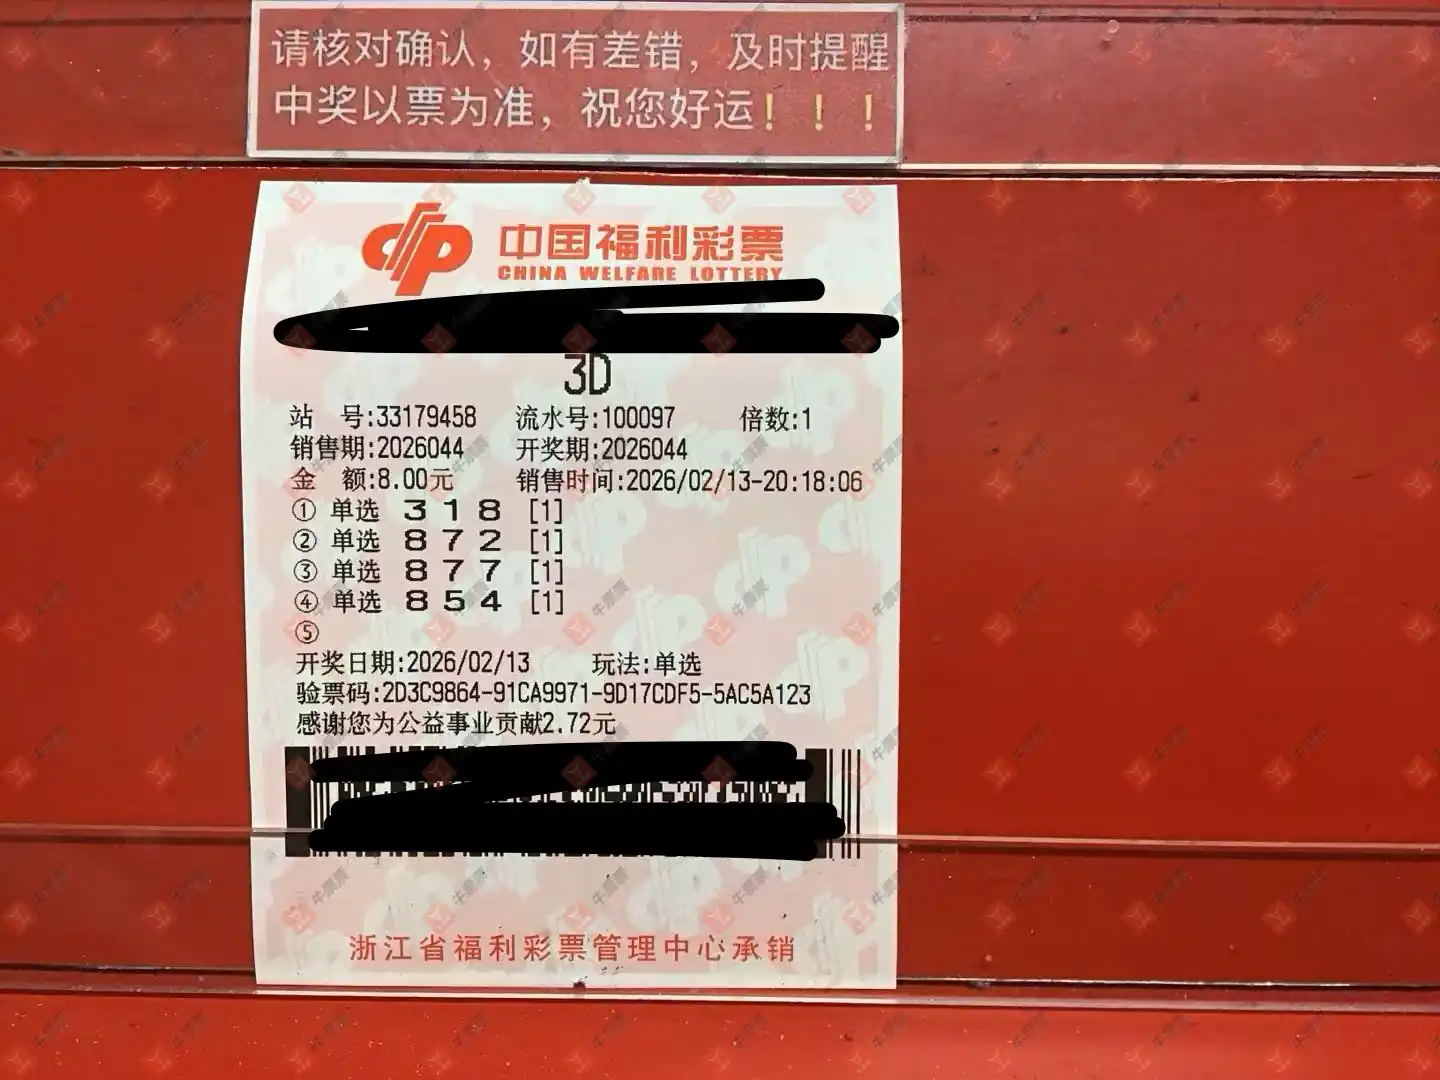 请核对确认，如有差错，及时提醒
中奖以票为准，祝您好运！！！
中国福利彩票
CHINA WELFARE LOTTERY
3D
站 号:33179458 流水号:100097 倍数:1
销售期:2026044 开奖期:2026044
金 额:8.00元 销售时间:2026/02/13-20:18:06
① 单选 3 1 8 [1]
② 单选 8 7 2 [1]
③ 单选 8 7 7 [1]
④ 单选 8 5 4 [1]
⑤
开奖日期:2026/02/13 玩法:单选
验票码:2D3C9864-91CA9971-9D17CDF5-5AC5A123
感谢您为公益事业贡献2.72元
浙江省福利彩票管理中心承销